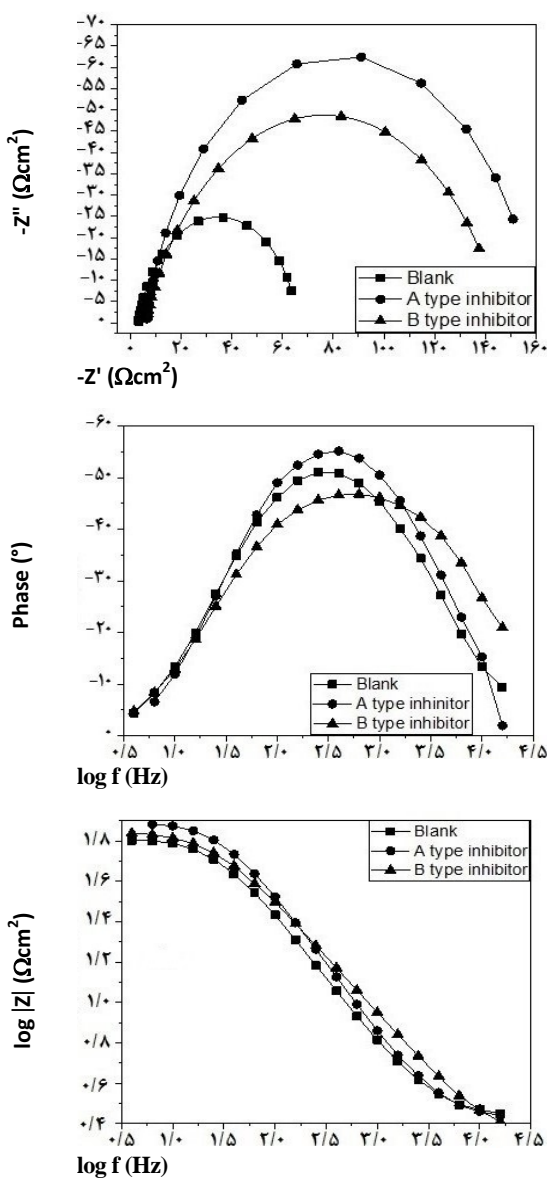 -Z'' (Ωcm²)
-۷۰
-۶۵
-۶۰
-۵۵
-۵۰
-۴۵
-۴۰
-۳۵
-۳۰
-۲۵
-۲۰
-۱۵
-۱۰
-۵
۰
Blank
A type inhibitor
B type inhibitor
۰ ۲۰ ۴۰ ۶۰ ۸۰ ۱۰۰ ۱۲۰ ۱۴۰ ۱۶۰
-Z' (Ωcm²)
Phase (°)
-۶۰
-۵۰
-۴۰
-۳۰
-۲۰
-۱۰
۰
Blank
A type inhinitor
B type inhibitor
۰/۵ ۱/۰ ۱/۵ ۲/۰ ۲/۵ ۳/۰ ۳/۵ ۴/۰ ۴/۵
log f (Hz)
log |Z| (Ωcm²)
۱/۸
۱/۶
۱/۴
۱/۲
۱/۰
۰/۸
۰/۶
۰/۴
Blank
A type inhibitor
B type inhibitor
۰/۵ ۱/۰ ۱/۵ ۲/۰ ۲/۵ ۳/۰ ۳/۵ ۴/۰ ۴/۵
log f (Hz)